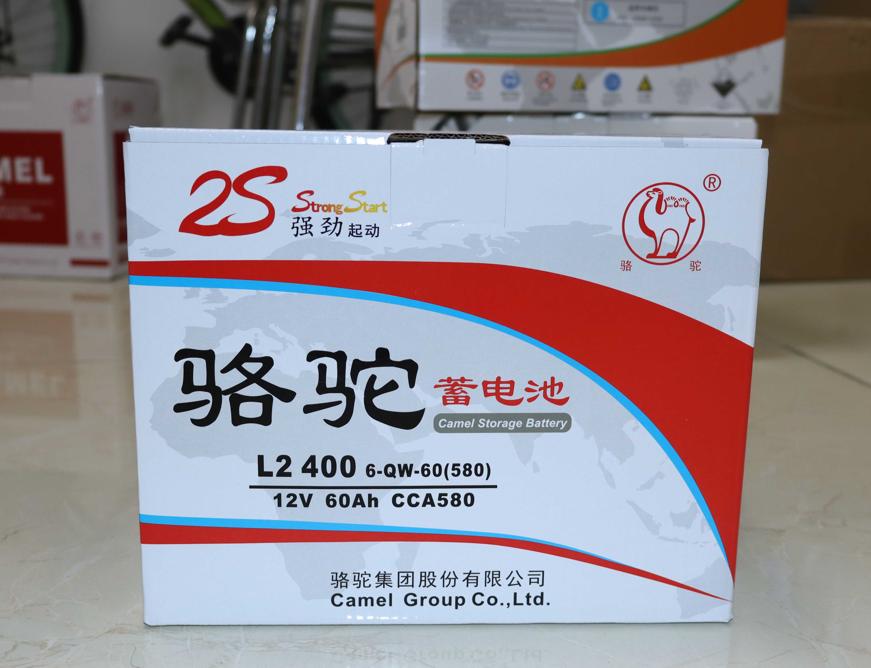 MEL
2S Strong Start
强劲起动
®
骆 驼
骆驼 蓄电池
Camel Storage Battery
L2 400 6-QW-60(580)
12V 60Ah CCA580
骆驼集团股份有限公司
Camel Group Co.,Ltd.